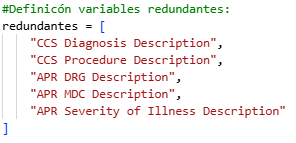 #Definicón variables redundantes:
redundantes = [
    "CCS Diagnosis Description",
    "CCS Procedure Description",
    "APR DRG Description",
    "APR MDC Description",
    "APR Severity of Illness Description"
]